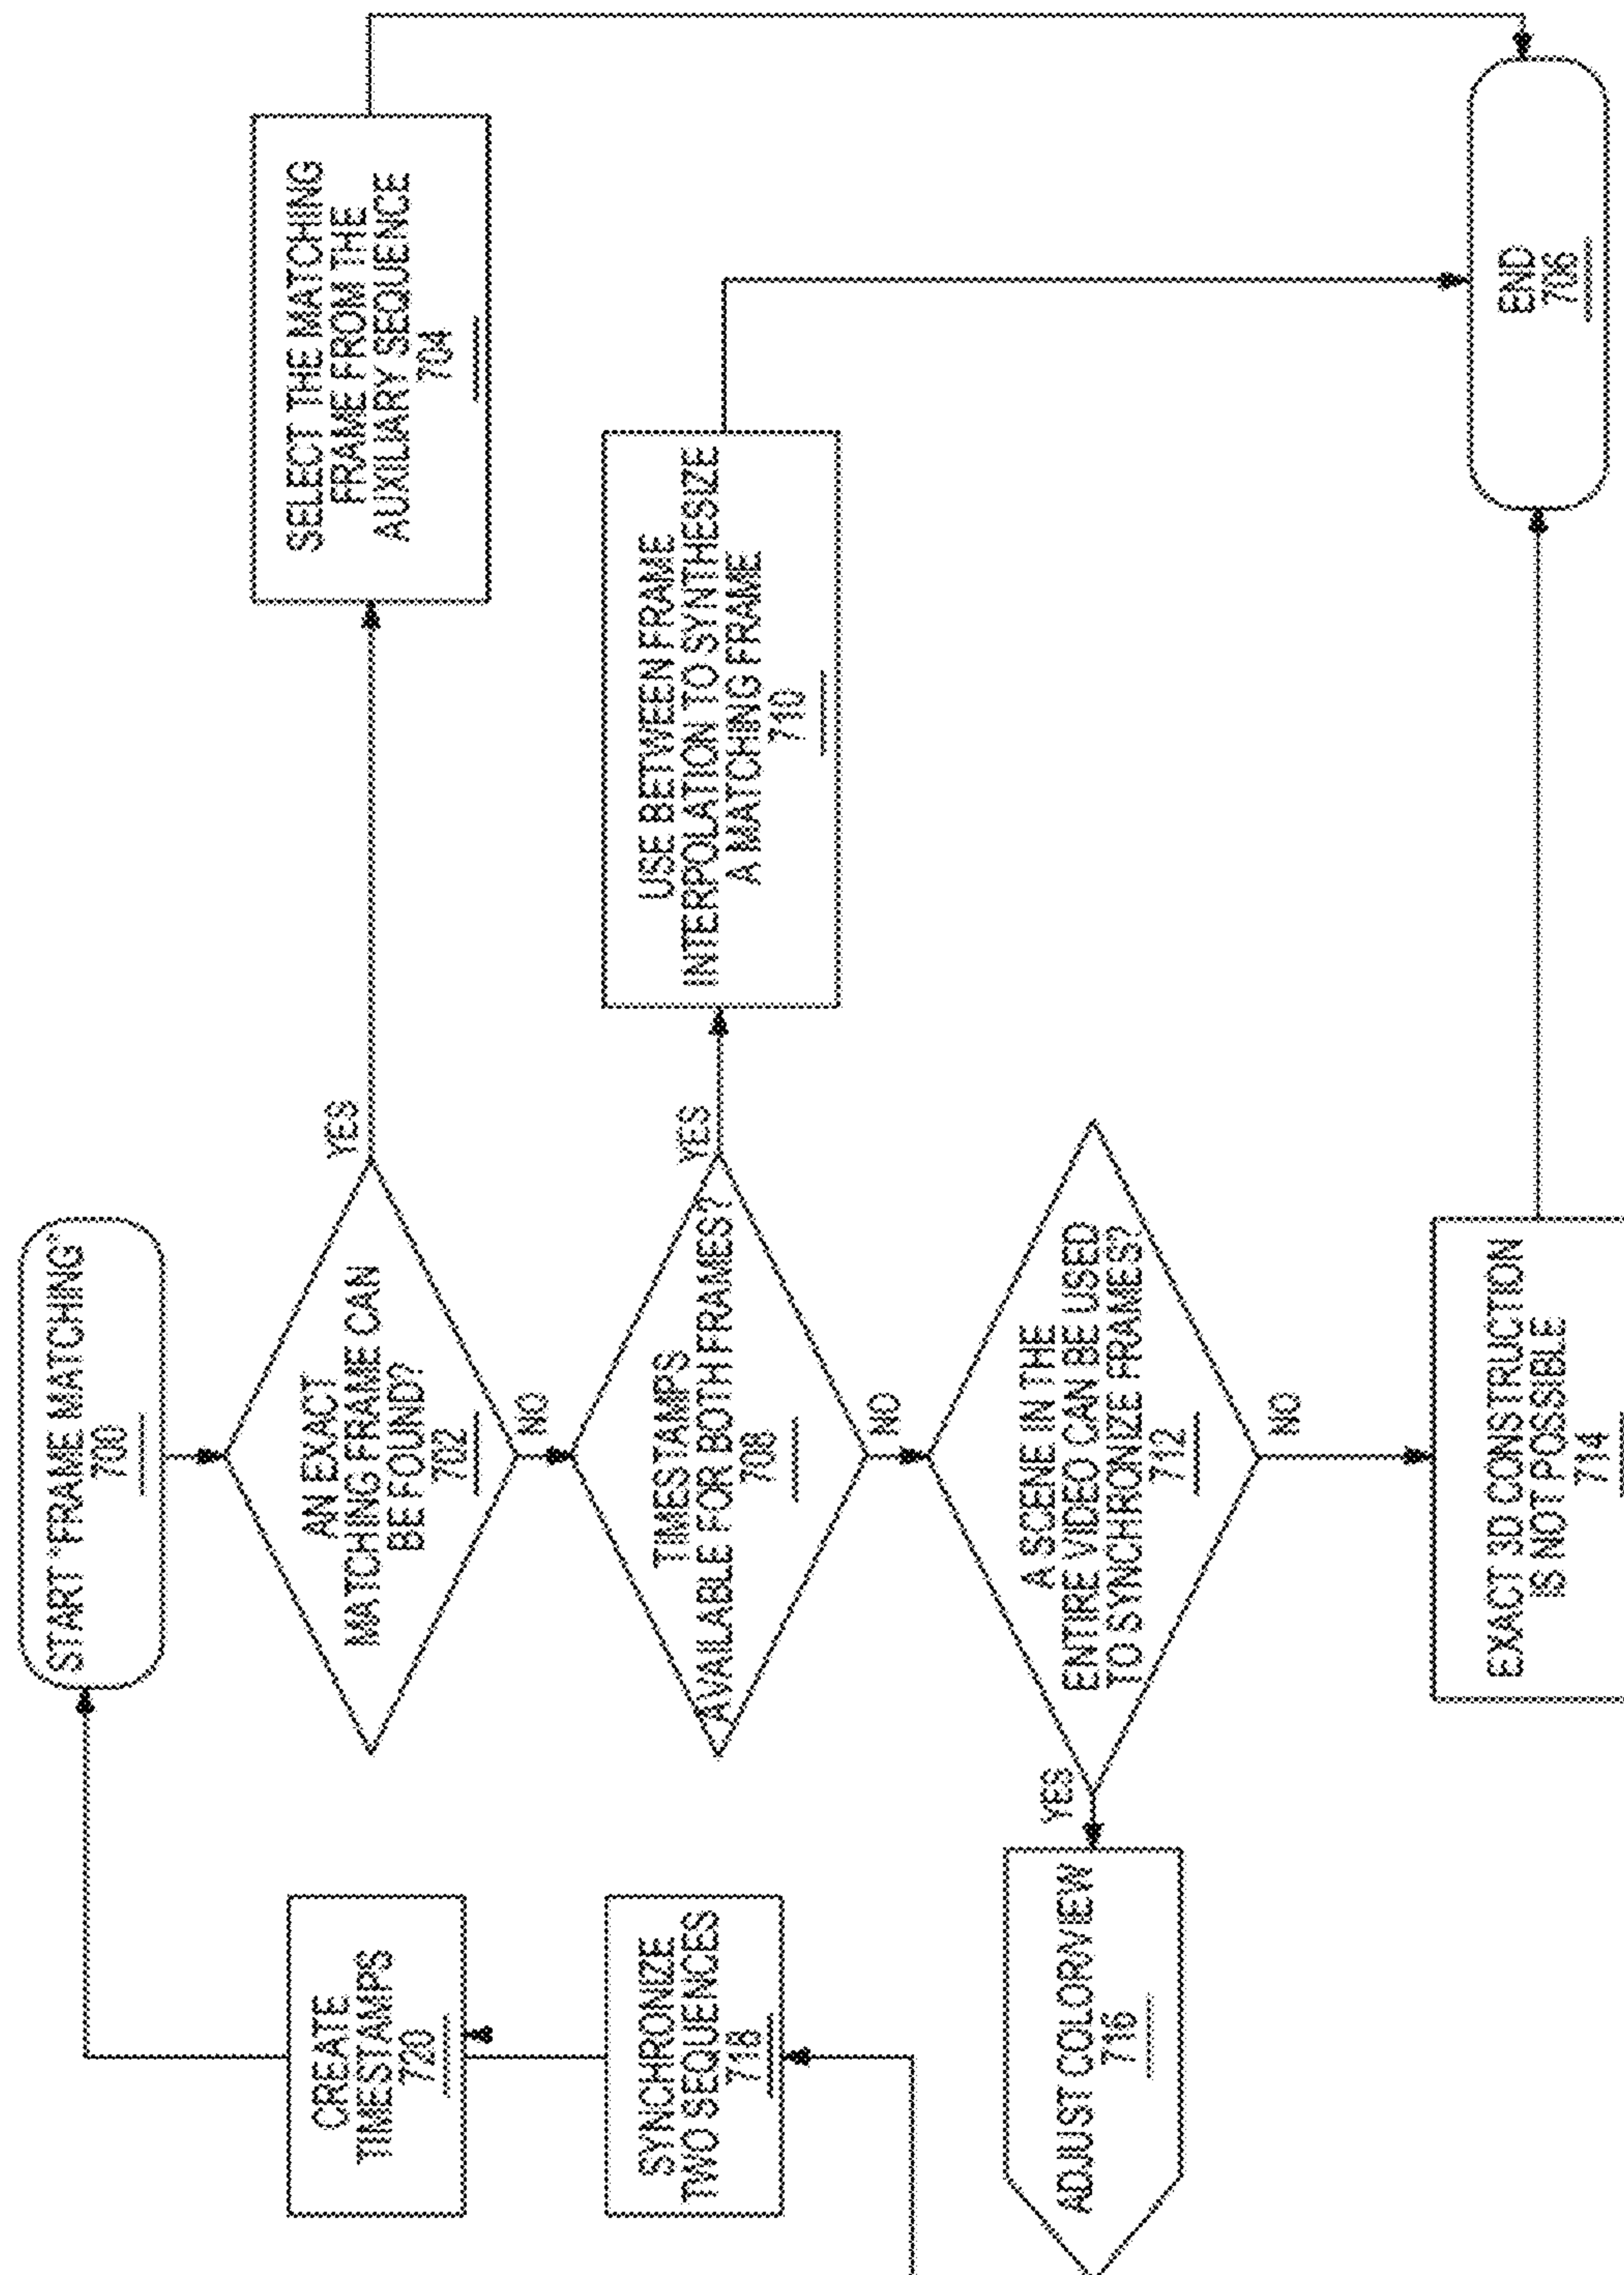 START "FRAME MATCHING"
700
AN EXACT
MATCHING FRAME CAN
BE FOUND?
702
YES
NO
SELECT THE MATCHING
FRAME FROM THE
AUXILIARY SEQUENCE
704
TIMESTAMPS
AVAILABLE FOR BOTH FRAMES?
708
YES
NO
USE BETWEEN FRAME
INTERPOLATION TO SYNTHESIZE
A MATCHING FRAME
710
A SCENE IN THE
ENTIRE VIDEO CAN BE USED
TO SYNCHRONIZE FRAMES?
712
YES
NO
EXACT 3D CONSTRUCTION
IS NOT POSSIBLE
714
END
706
ADJUST COLOR/VIEW
716
SYNCHRONIZE
TWO SEQUENCES
718
CREATE
TIMESTAMPS
720